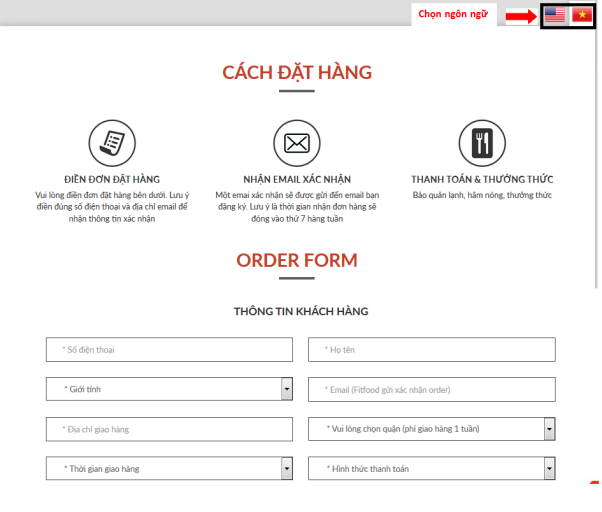 Chọn ngôn ngữ
CÁCH ĐẶT HÀNG
ĐIỀN ĐƠN ĐẶT HÀNG
Vui lòng điền đơn đặt hàng bên dưới. Lưu ý
điền đúng số điện thoại và địa chỉ email để
nhận thông tin xác nhận
NHẬN EMAIL XÁC NHẬN
Một emai xác nhận sẽ được gửi đến email bạn
đăng ký. Lưu ý là thời gian nhận đơn hàng sẽ
đóng vào thứ 7 hàng tuần
THANH TOÁN & THƯỞNG THỨC
Bảo quản lạnh, hâm nóng, thưởng thức
ORDER FORM
THÔNG TIN KHÁCH HÀNG
* Số điện thoại
* Họ tên
* Giới tính
* Email (Fitfood gửi xác nhận order)
* Địa chỉ giao hàng
* Vui lòng chọn quận (phí giao hàng 1 tuần)
* Thời gian giao hàng
* Hình thức thanh toán